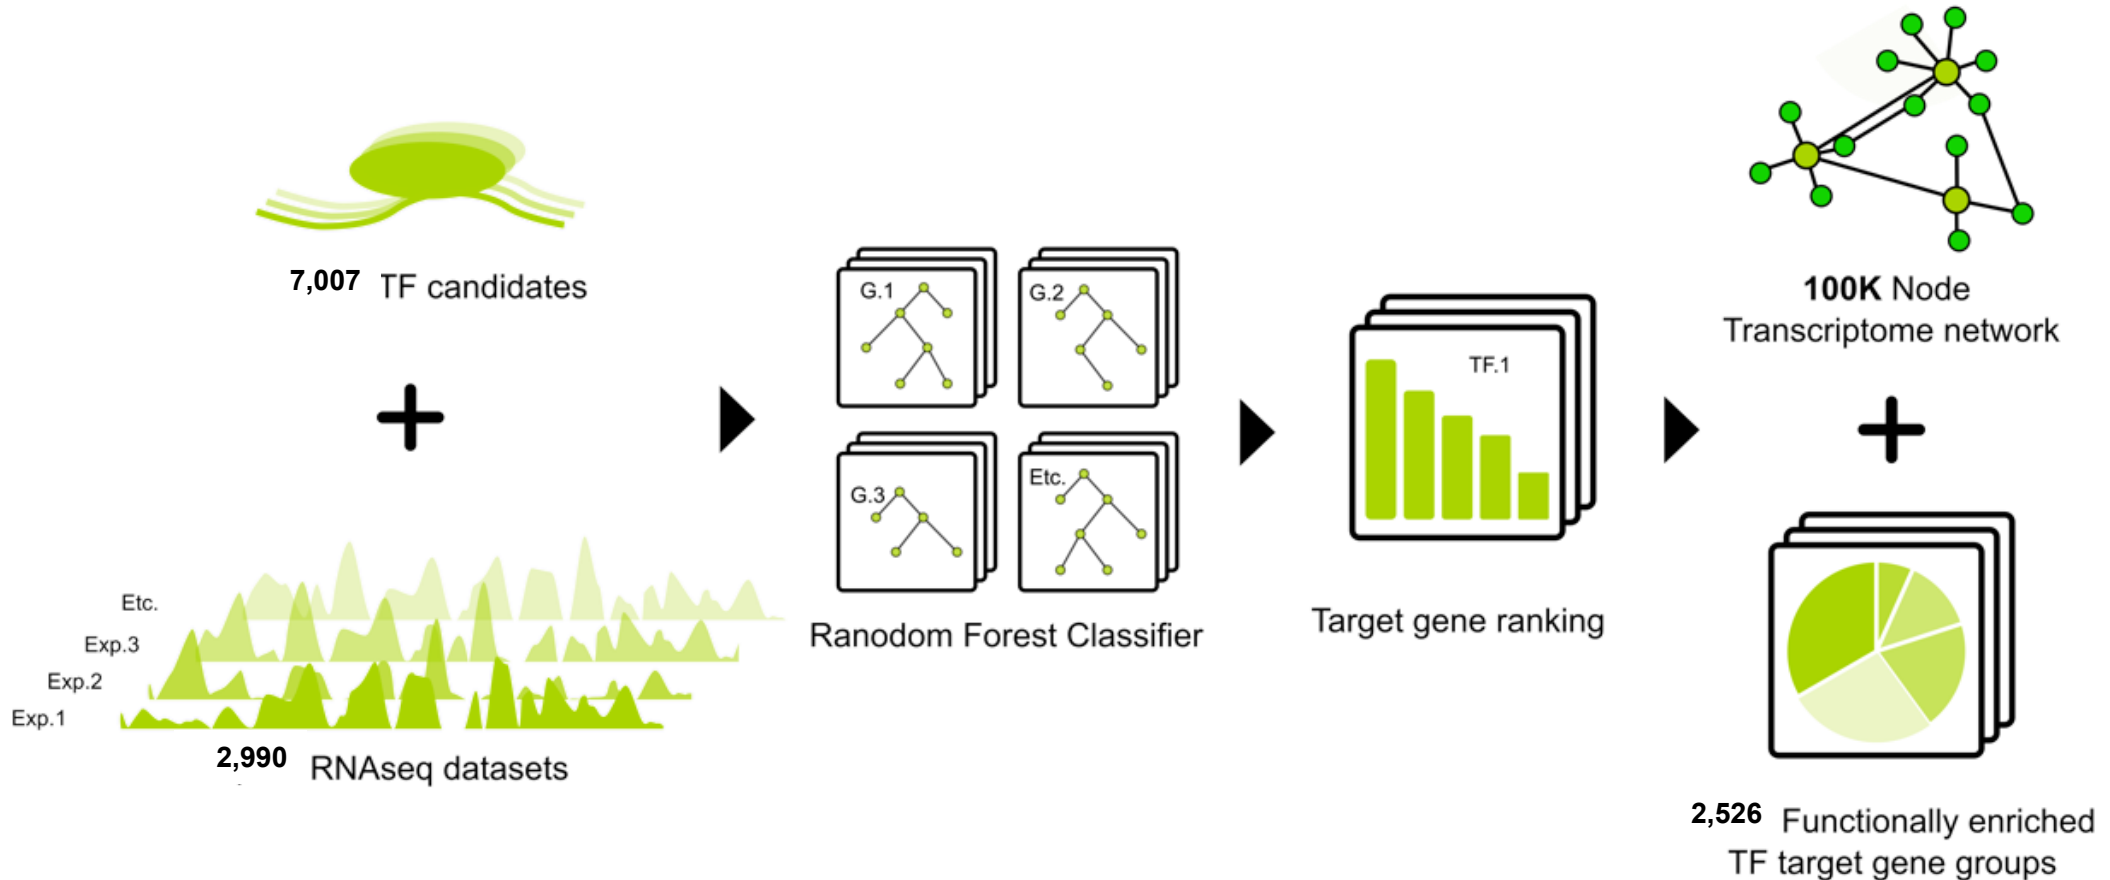 7,007 TF candidates
Etc.
Exp.3
Exp.2
Exp.1
2,990 RNAseq datasets
G.1
G.2
G.3
Etc.
Ranodom Forest Classifier
TF.1
Target gene ranking
100K Node
Transcriptome network
2,526 Functionally enriched
TF target gene groups